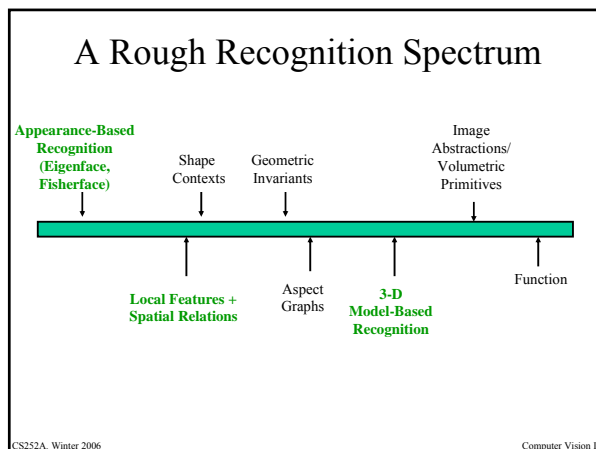 A Rough Recognition Spectrum
Appearance-Based
Recognition
(Eigenface,
Fisherface)
Shape
Contexts
Geometric
Invariants
Image
Abstractions/
Volumetric
Primitives
Local Features +
Spatial Relations
Aspect
Graphs
3-D
Model-Based
Recognition
Function
CS252A, Winter 2006
Computer Vision I